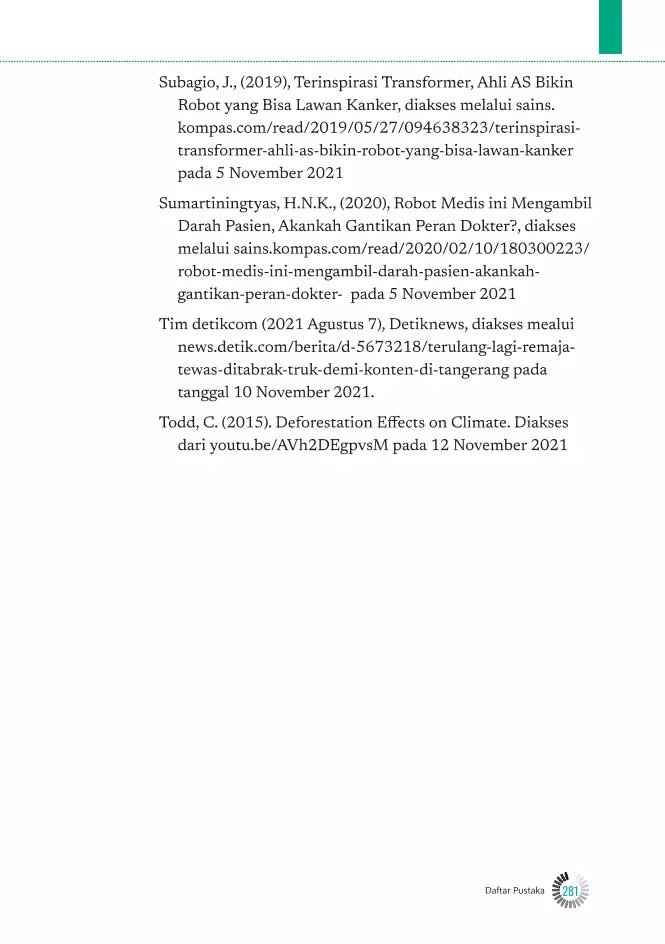 Subagio, J., (2019), Terinspirasi Transformer, Ahli AS Bikin
Robot yang Bisa Lawan Kanker, diakses melalui sains.
kompas.com/read/2019/05/27/094638323/terinspirasi-
transformer-ahli-as-bikin-robot-yang-bisa-lawan-kanker
pada 5 November 2021
Sumartiningtyas, H.N.K., (2020), Robot Medis ini Mengambil
Darah Pasien, Akankah Gantikan Peran Dokter?, diakses
melalui sains.kompas.com/read/2020/02/10/180300223/
robot-medis-ini-mengambil-darah-pasien-akankah-
gantikan-peran-dokter- pada 5 November 2021
Tim detikcom (2021 Agustus 7), Detiknews, diakses mealui
news.detik.com/berita/d-5673218/terulang-lagi-remaja-
tewas-ditabrak-truk-demi-konten-di-tangerang pada
tanggal 10 November 2021.
Todd, C. (2015). Deforestation Effects on Climate. Diakses
dari youtu.be/AVh2DEgpvsM pada 12 November 2021
Daftar Pustaka 281